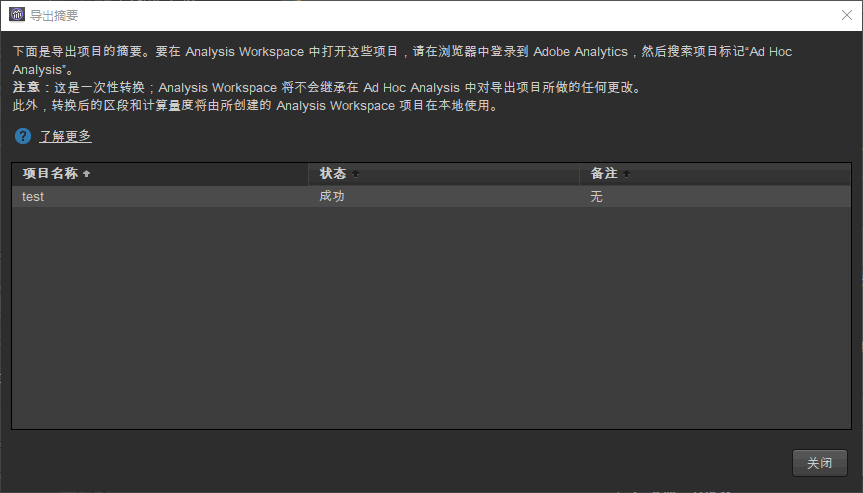 导出摘要
下面是导出项目的摘要。要在 Analysis Workspace 中打开这些项目，请在浏览器中登录到 Adobe Analytics，然后搜索项目标记“Ad Hoc
Analysis”。
注意：这是一次性转换；Analysis Workspace 将不会继承在 Ad Hoc Analysis 中对导出项目所做的任何更改。
此外，转换后的区段和计算量度将由所创建的 Analysis Workspace 项目在本地使用。
? 了解更多
项目名称 状态 备注
test 成功 无
关闭